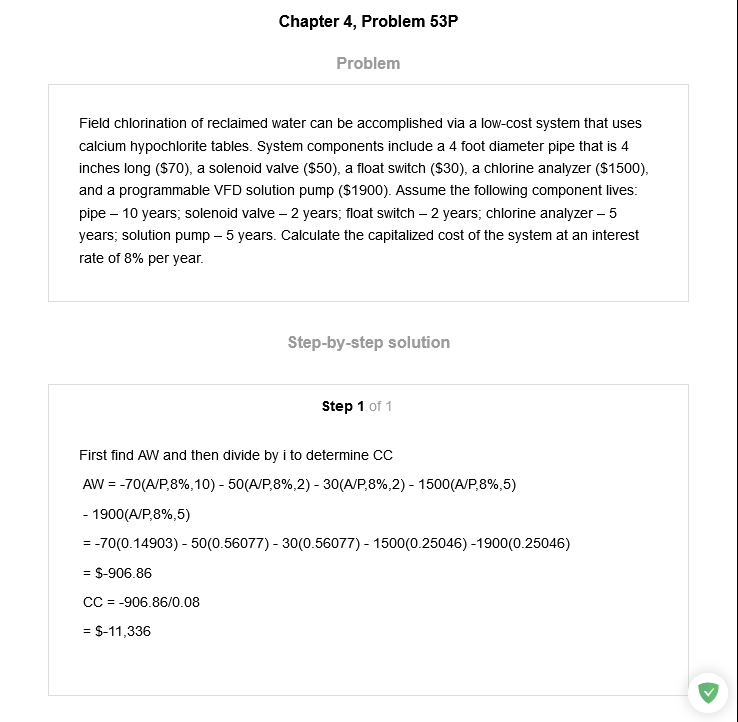 Chapter 4, Problem 53P
Problem
Field chlorination of reclaimed water can be accomplished via a low-cost system that uses
calcium hypochlorite tables. System components include a 4 foot diameter pipe that is 4
inches long ($70), a solenoid valve ($50), a float switch ($30), a chlorine analyzer ($1500),
and a programmable VFD solution pump ($1900). Assume the following component lives:
pipe – 10 years; solenoid valve – 2 years; float switch – 2 years; chlorine analyzer – 5
years; solution pump – 5 years. Calculate the capitalized cost of the system at an interest
rate of 8% per year.
Step-by-step solution
Step 1 of 1
First find AW and then divide by i to determine CC
AW = -70(A/P,8%,10) - 50(A/P,8%,2) - 30(A/P,8%,2) - 1500(A/P,8%,5)
- 1900(A/P,8%,5)
= -70(0.14903) - 50(0.56077) - 30(0.56077) - 1500(0.25046) -1900(0.25046)
= $-906.86
CC = -906.86/0.08
= $-11,336